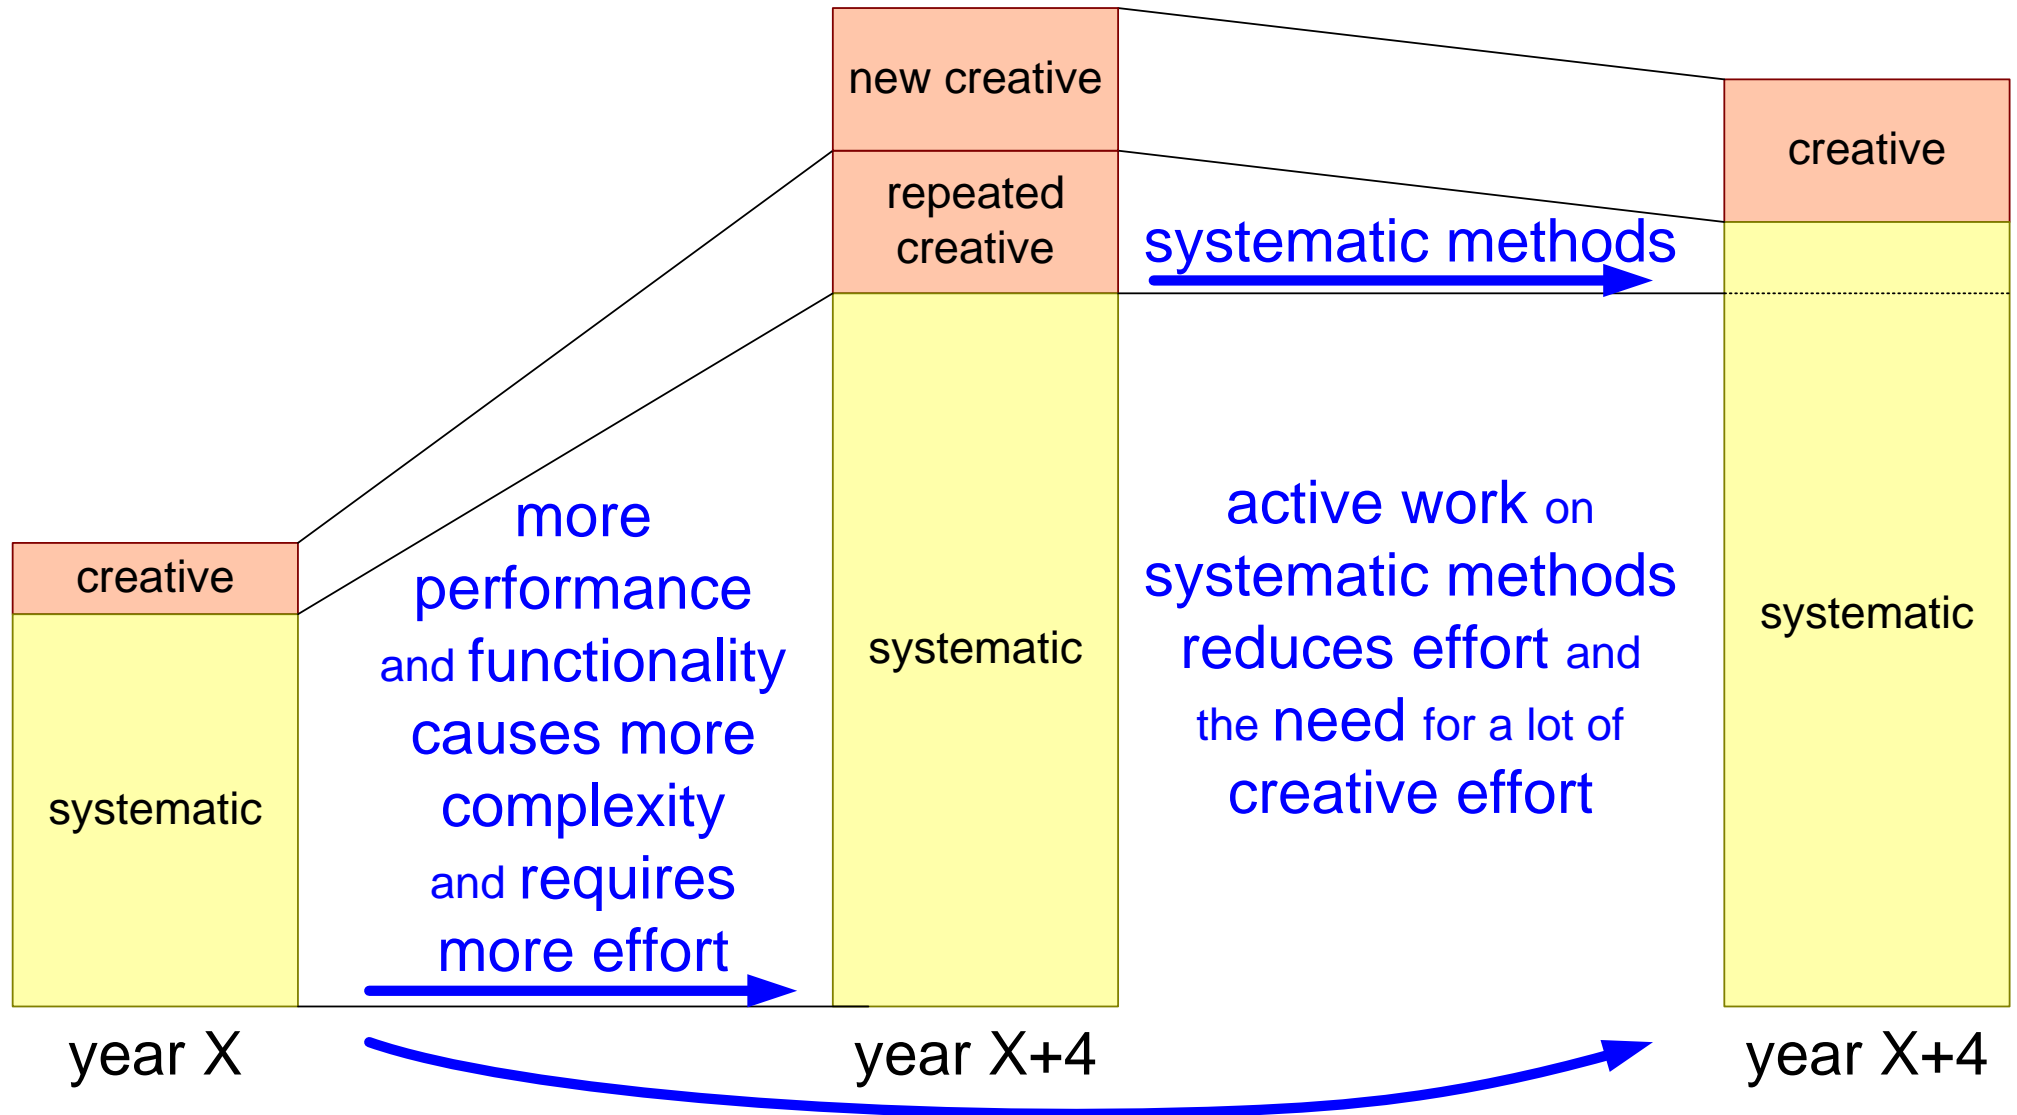 creative
systematic
year X
more
performance
and functionality
causes more
complexity
and requires
more effort
new creative
repeated
creative
systematic
year X+4
systematic methods
active work on
systematic methods
reduces effort and
the need for a lot of
creative effort
creative
systematic
year X+4